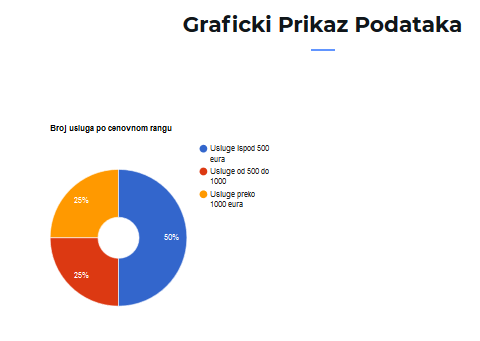 Graficki Prikaz Podataka
Broj usluga po cenovnom rangu
Usluge ispod 500
eura
Usluge od 500 do
1000
Usluge preko
1000 eura
25%
50%
25%